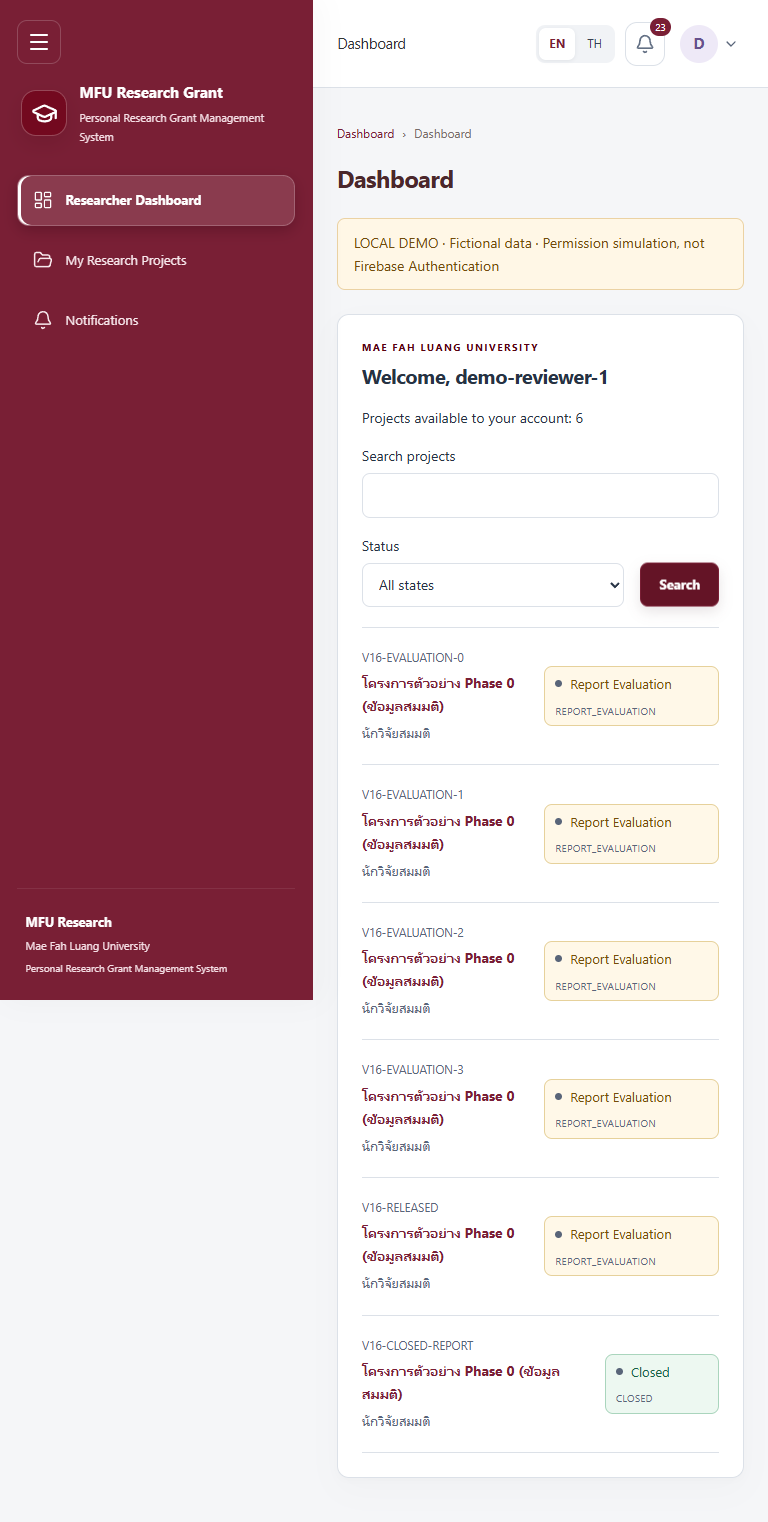 MFU Research Grant
Personal Research Grant Management
System
Researcher Dashboard
My Research Projects
Notifications
MFU Research
Mae Fah Luang University
Personal Research Grant Management System
Dashboard
EN
TH
23
D
Dashboard › Dashboard
Dashboard
LOCAL DEMO · Fictional data · Permission simulation, not
Firebase Authentication
MAE FAH LUANG UNIVERSITY
Welcome, demo-reviewer-1
Projects available to your account: 6
Search projects
Status
All states
Search
V16-EVALUATION-0
โครงการตัวอย่าง Phase 0
(ข้อมูลสมมติ)
นักวิจัยสมมติ
Report Evaluation
REPORT_EVALUATION
V16-EVALUATION-1
โครงการตัวอย่าง Phase 0
(ข้อมูลสมมติ)
นักวิจัยสมมติ
Report Evaluation
REPORT_EVALUATION
V16-EVALUATION-2
โครงการตัวอย่าง Phase 0
(ข้อมูลสมมติ)
นักวิจัยสมมติ
Report Evaluation
REPORT_EVALUATION
V16-EVALUATION-3
โครงการตัวอย่าง Phase 0
(ข้อมูลสมมติ)
นักวิจัยสมมติ
Report Evaluation
REPORT_EVALUATION
V16-RELEASED
โครงการตัวอย่าง Phase 0
(ข้อมูลสมมติ)
นักวิจัยสมมติ
Report Evaluation
REPORT_EVALUATION
V16-CLOSED-REPORT
โครงการตัวอย่าง Phase 0 (ข้อมูล
สมมติ)
นักวิจัยสมมติ
Closed
CLOSED